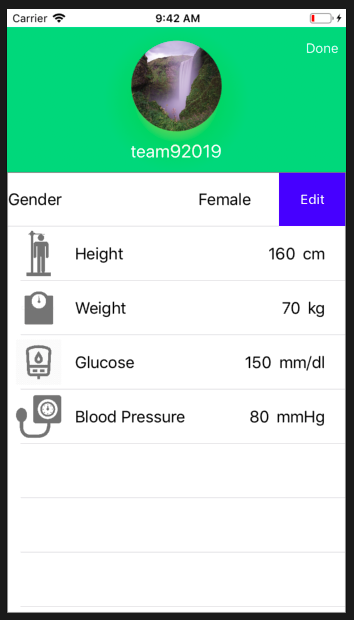 Carrier 9:42 AM
Done
team92019
Gender Female Edit
Height 160 cm
Weight 70 kg
Glucose 150 mm/dl
Blood Pressure 80 mmHg